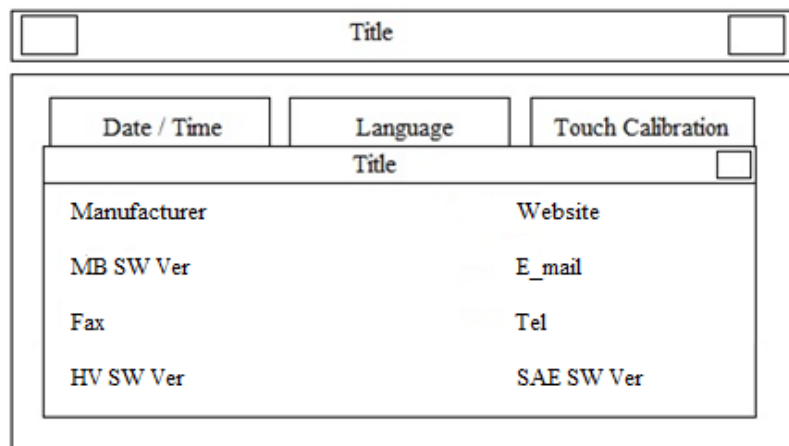 Title
Date / Time Language Touch Calibration
Title
Manufacturer Website
MB SW Ver E_mail
Fax Tel
HV SW Ver SAE SW Ver